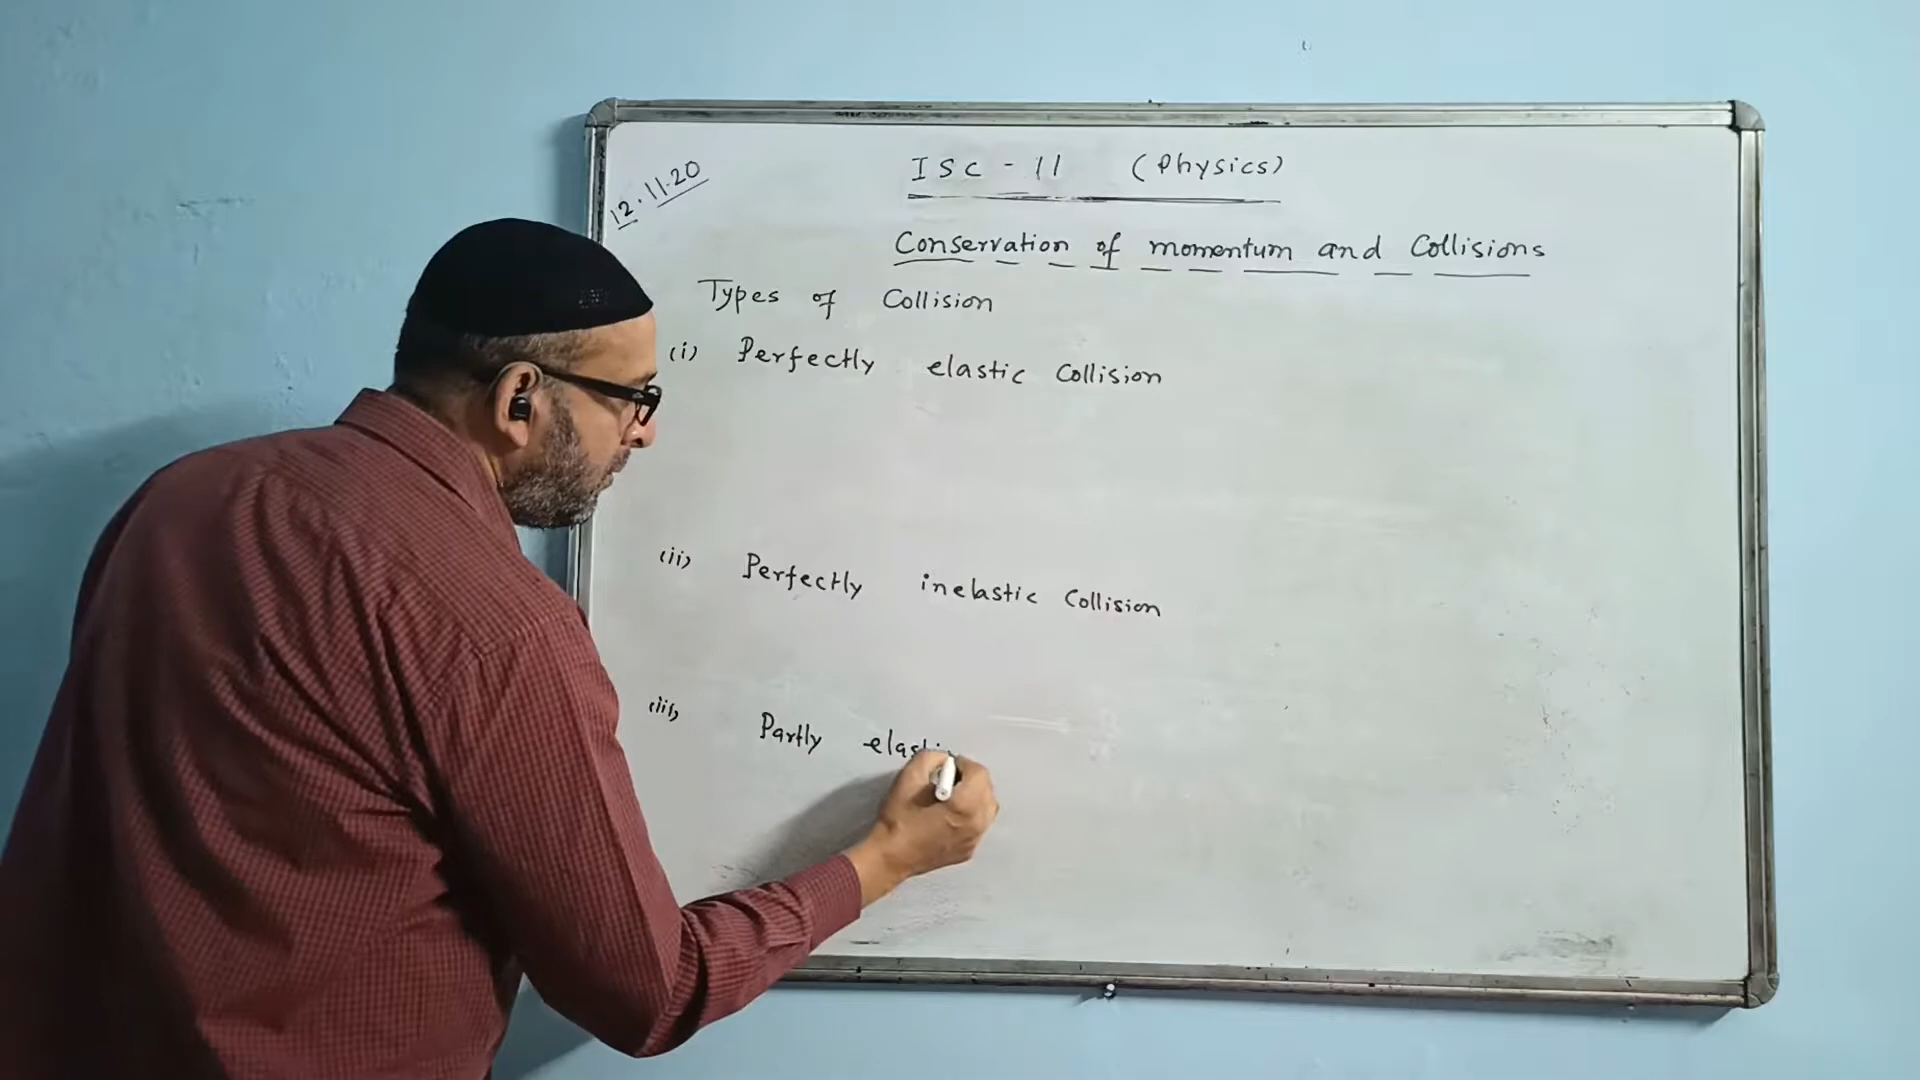 12.11.20
ISC - 11 (Physics)
Conservation of momentum and Collisions
Types of Collision
(i) Perfectly elastic Collision
(ii) Perfectly inelastic Collision
(iii) Partly elasti